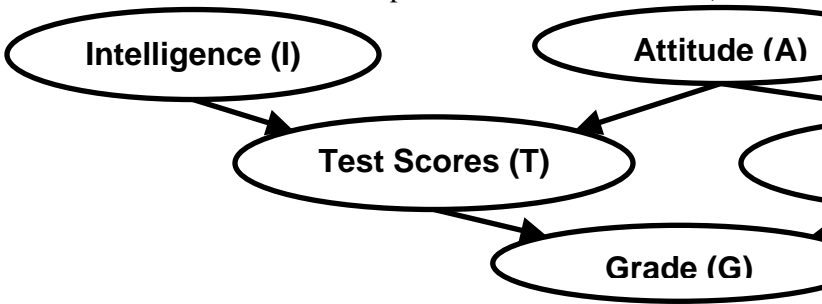 Intelligence (I)
Attitude (A)
Test Scores (T)
Grade (G)